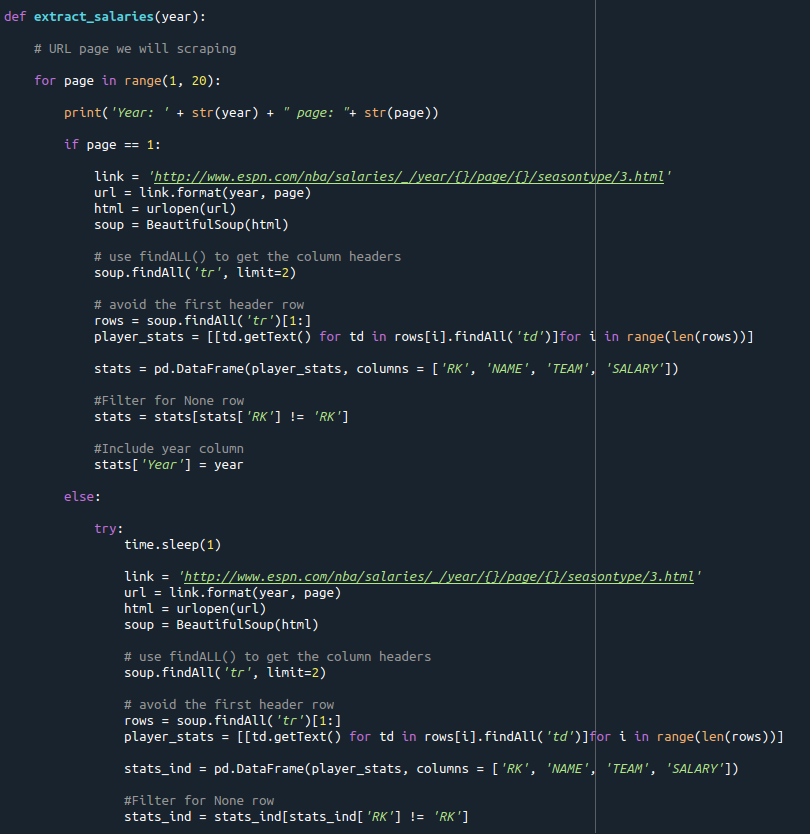 def extract_salaries(year):
# URL page we will scraping
for page in range(1, 20):
print('Year: ' + str(year) + " page: "+ str(page))
if page == 1:
link = 'http://www.espn.com/nba/salaries/_/year/{}/page/{}/seasontype/3.html'
url = link.format(year, page)
html = urlopen(url)
soup = BeautifulSoup(html)
# use findALL() to get the column headers
soup.findAll('tr', limit=2)
# avoid the first header row
rows = soup.findAll('tr')[1:]
player_stats = [[td.getText() for td in rows[i].findAll('td')]for i in range(len(rows))]
stats = pd.DataFrame(player_stats, columns = ['RK', 'NAME', 'TEAM', 'SALARY'])
#Filter for None row
stats = stats[stats['RK'] != 'RK']
#Include year column
stats['Year'] = year
else:
try:
time.sleep(1)
link = 'http://www.espn.com/nba/salaries/_/year/{}/page/{}/seasontype/3.html'
url = link.format(year, page)
html = urlopen(url)
soup = BeautifulSoup(html)
# use findALL() to get the column headers
soup.findAll('tr', limit=2)
# avoid the first header row
rows = soup.findAll('tr')[1:]
player_stats = [[td.getText() for td in rows[i].findAll('td')]for i in range(len(rows))]
stats_ind = pd.DataFrame(player_stats, columns = ['RK', 'NAME', 'TEAM', 'SALARY'])
#Filter for None row
stats_ind = stats_ind[stats_ind['RK'] != 'RK']